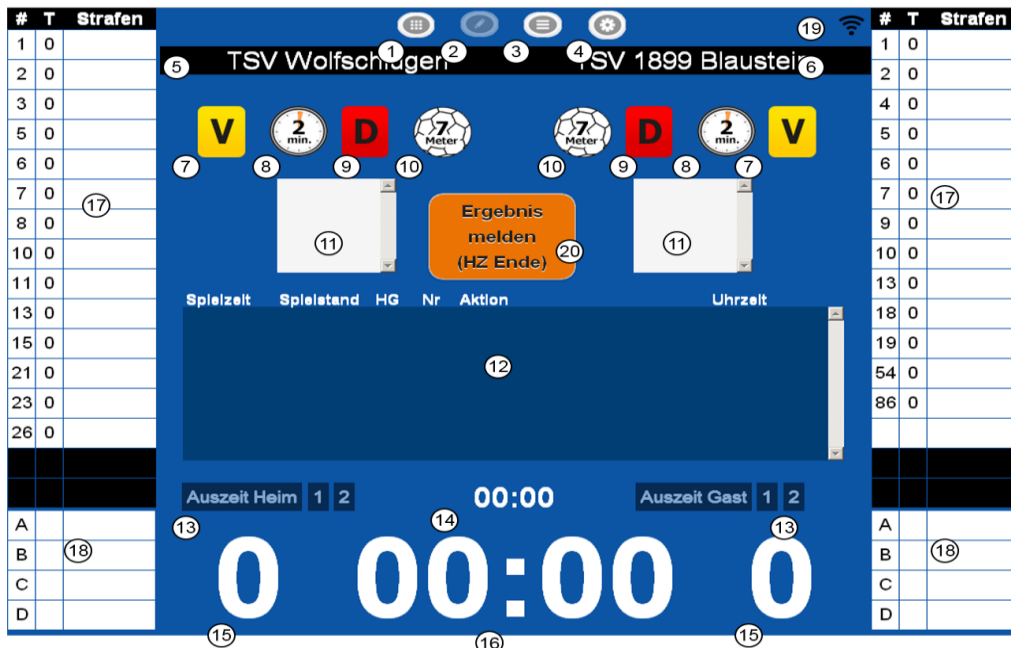 # T Strafen
1 0
2 0
3 0
5 0
6 0
7 0
17
8 0
10 0
11 0
13 0
15 0
21 0
23 0
26 0
A
B
18
C
D
1 2 3 4 19
5 TSV Wolfschlugen TSV 1899 Blaustein 6
V 2 min. D 7 Meter 7 Meter D 2 min. V
7 8 9 10 10 9 8 7
11
Ergebnis
melden
(HZ Ende)
20
11
Spielzeit Spielstand HG Nr Aktion Uhrzeit
12
Auszeit Heim 1 2 00:00 Auszeit Gast 1 2
13 14 13
0 00:00 0
15 16 15
# T Strafen
1 0
2 0
4 0
5 0
6 0
7 0
17
9 0
10 0
13 0
18 0
19 0
54 0
86 0
A
B
18
C
D